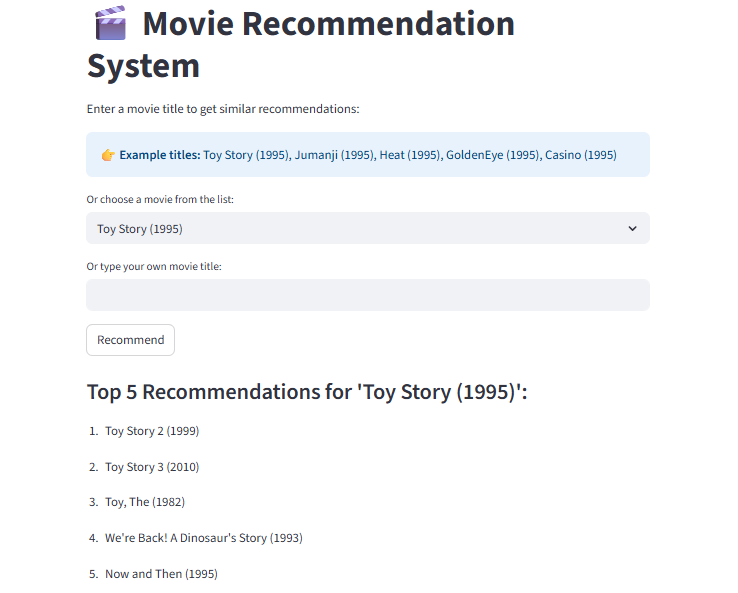 🎬 Movie Recommendation
System
Enter a movie title to get similar recommendations:
👉 Example titles: Toy Story (1995), Jumanji (1995), Heat (1995), GoldenEye (1995), Casino (1995)
Or choose a movie from the list:
Toy Story (1995)
Or type your own movie title:
Recommend
Top 5 Recommendations for 'Toy Story (1995)':
1. Toy Story 2 (1999)
2. Toy Story 3 (2010)
3. Toy, The (1982)
4. We're Back! A Dinosaur's Story (1993)
5. Now and Then (1995)